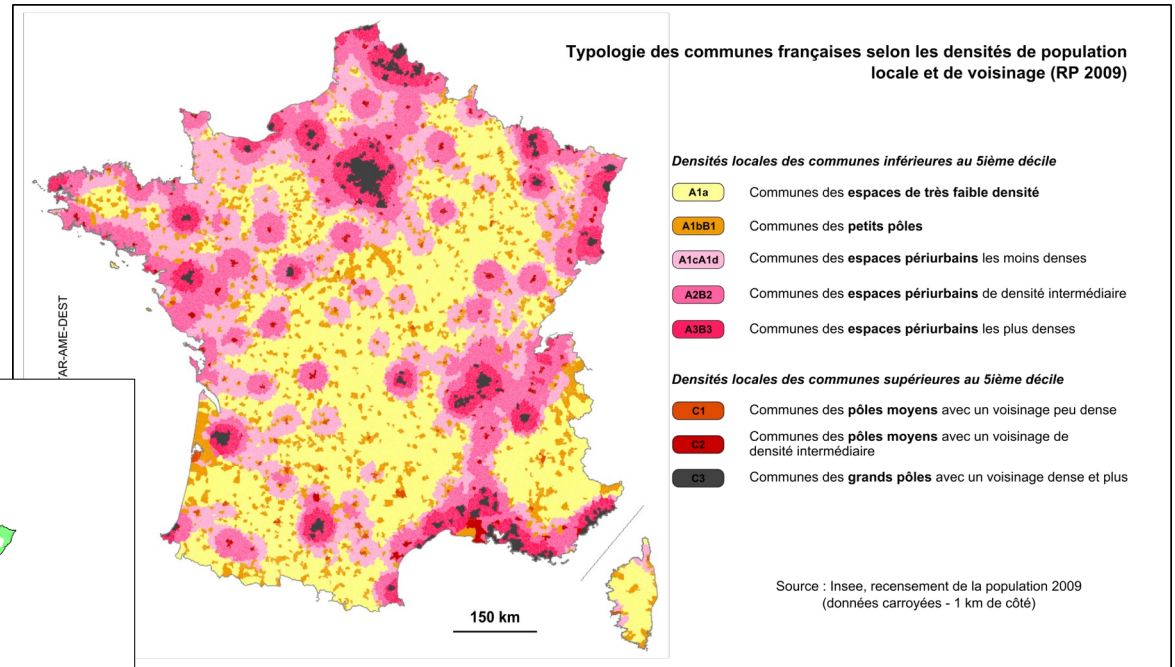 Typologie des communes françaises selon les densités de population
locale et de voisinage (RP 2009)
Densités locales des communes inférieures au 5ième décile
A1a Communes des espaces de très faible densité
A1bB1 Communes des petits pôles
A1cA1d Communes des espaces périurbains les moins denses
A2B2 Communes des espaces périurbains de densité intermédiaire
A3B3 Communes des espaces périurbains les plus denses
Densités locales des communes supérieures au 5ième décile
C1 Communes des pôles moyens avec un voisinage peu dense
C2 Communes des pôles moyens avec un voisinage de
densité intermédiaire
C3 Communes des grands pôles avec un voisinage dense et plus
Source : Insee, recensement de la population 2009
(données carroyées - 1 km de côté)
150 km
TAR-AME-DEST